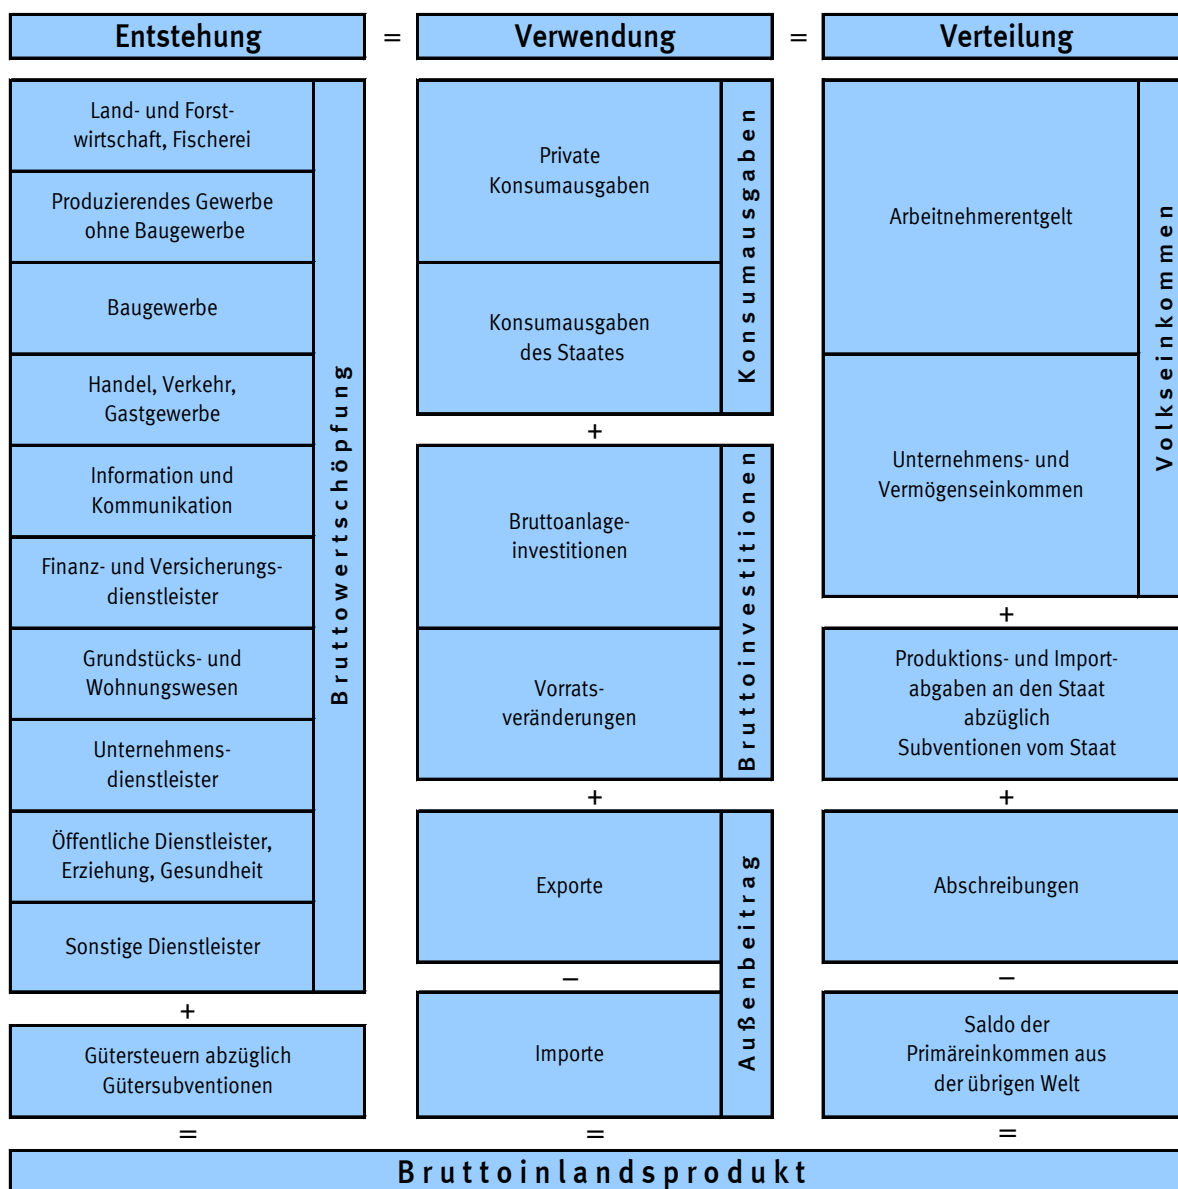 Entstehung
=
Verwendung
=
Verteilung
Land- und Forst-
wirtschaft, Fischerei
Produzierendes Gewerbe
ohne Baugewerbe
Baugewerbe
Handel, Verkehr,
Gastgewerbe
Information und
Kommunikation
Finanz- und Versicherungs-
dienstleister
Grundstücks- und
Wohnungswesen
Unternehmens-
dienstleister
Öffentliche Dienstleister,
Erziehung, Gesundheit
Sonstige Dienstleister
Bruttowertschöpfung
+
Gütersteuern abzüglich
Gütersubventionen
=
Private
Konsumausgaben
Konsumausgaben
des Staates
Konsumausgaben
+
Bruttoanlage-
investitionen
Vorrats-
veränderungen
Bruttoinvestitionen
+
Exporte
–
Importe
Außenbeitrag
=
Arbeitnehmerentgelt
Unternehmens- und
Vermögenseinkommen
Volkseinkommen
+
Produktions- und Import-
abgaben an den Staat
abzüglich
Subventionen vom Staat
+
Abschreibungen
–
Saldo der
Primäreinkommen aus
der übrigen Welt
=
Bruttoinlandsprodukt